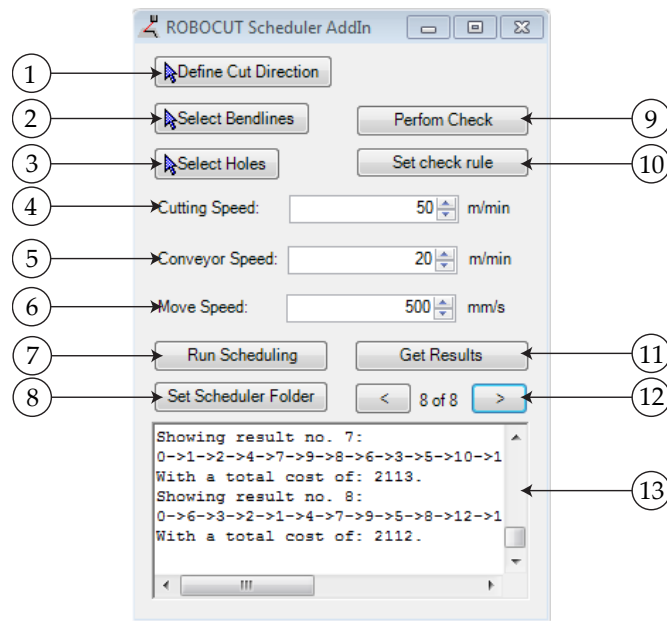 ROBOCUT Scheduler AddIn
1 Define Cut Direction
2 Select Bendlines Perfom Check 9
3 Select Holes Set check rule 10
4 Cutting Speed: 50 m/min
5 Conveyor Speed: 20 m/min
6 Move Speed: 500 mm/s
7 Run Scheduling Get Results 11
8 Set Scheduler Folder < 8 of 8 > 12
Showing result no. 7:
0->1->2->4->7->9->8->6->3->5->10->1
With a total cost of: 2113.
Showing result no. 8:
0->6->3->2->1->4->7->9->5->8->12->1
With a total cost of: 2112.
13